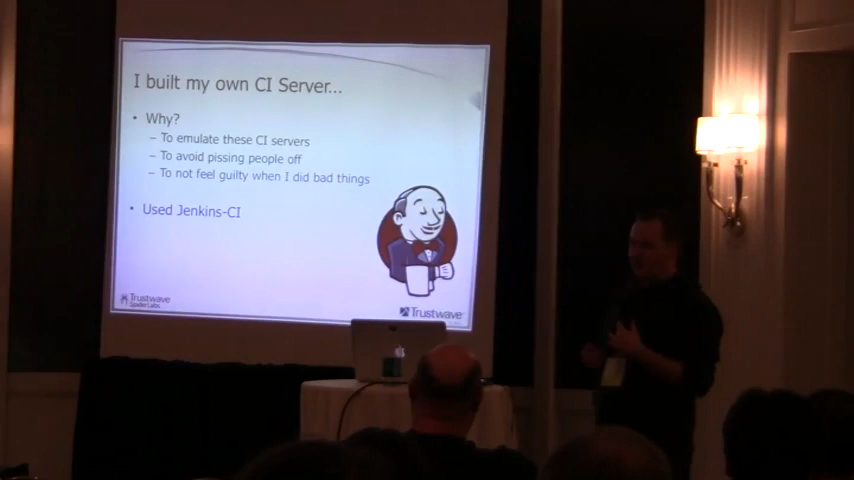 I built my own CI Server...
• Why?
– To emulate these CI servers
– To avoid pissing people off
– To not feel guilty when I did bad things
• Used Jenkins-CI
Trustwave
SpiderLabs
Trustwave